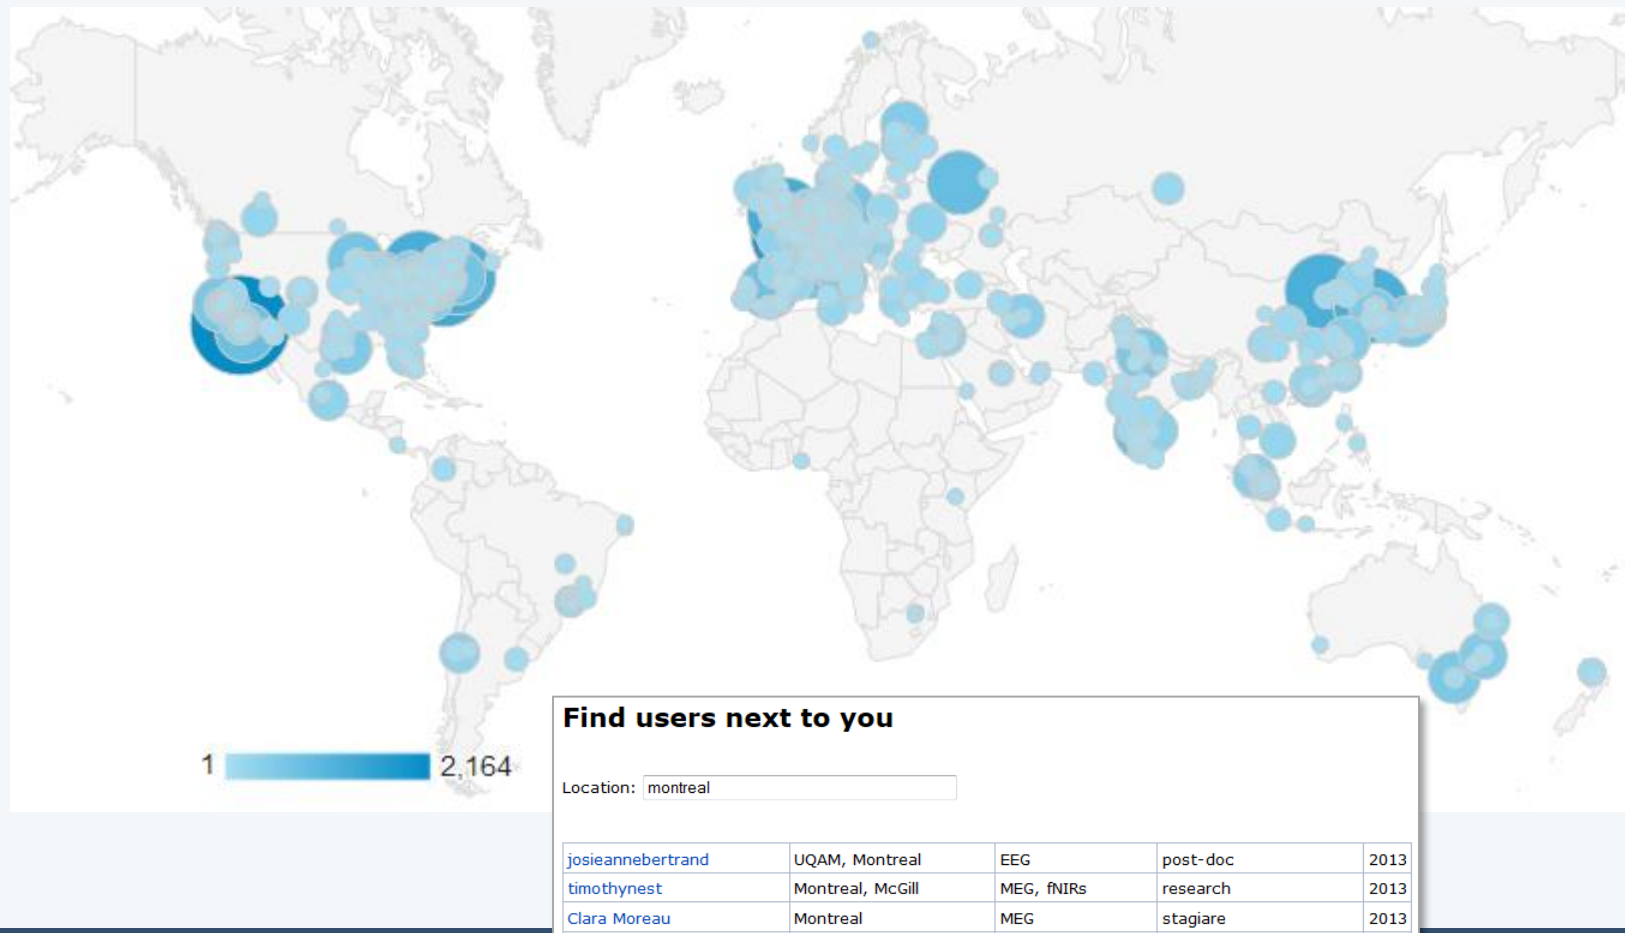 1 2,164
Find users next to you
Location: montreal
josieannebertrand UQAM, Montreal EEG post-doc 2013
timothynest Montreal, McGill MEG, fNIRs research 2013
Clara Moreau Montreal MEG stagiare 2013